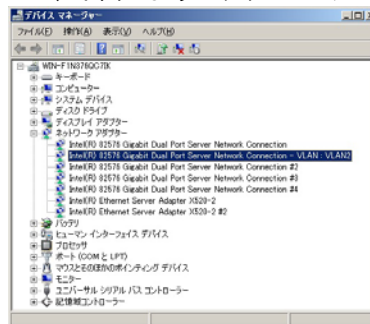 デバイス マネージャー
ファイル(F) 操作(A) 表示(V) ヘルプ(H)
WIN-F1N376QC7IK
キーボード
コンピューター
システム デバイス
ディスク ドライブ
ディスプレイ アダプター
ネットワーク アダプター
Intel(R) 82576 Gigabit Dual Port Server Network Connection
Intel(R) 82576 Gigabit Dual Port Server Network Connection - VLAN : VLAN2
Intel(R) 82576 Gigabit Dual Port Server Network Connection #2
Intel(R) 82576 Gigabit Dual Port Server Network Connection #3
Intel(R) 82576 Gigabit Dual Port Server Network Connection #4
Intel(R) Ethernet Server Adapter X520-2
Intel(R) Ethernet Server Adapter X520-2 #2
バッテリ
ヒューマン インターフェイス デバイス
プロセッサ
ポート (COM と LPT)
マウスとそのほかのポインティング デバイス
モニター
ユニバーサル シリアル バス コントローラー
記憶域コントローラー